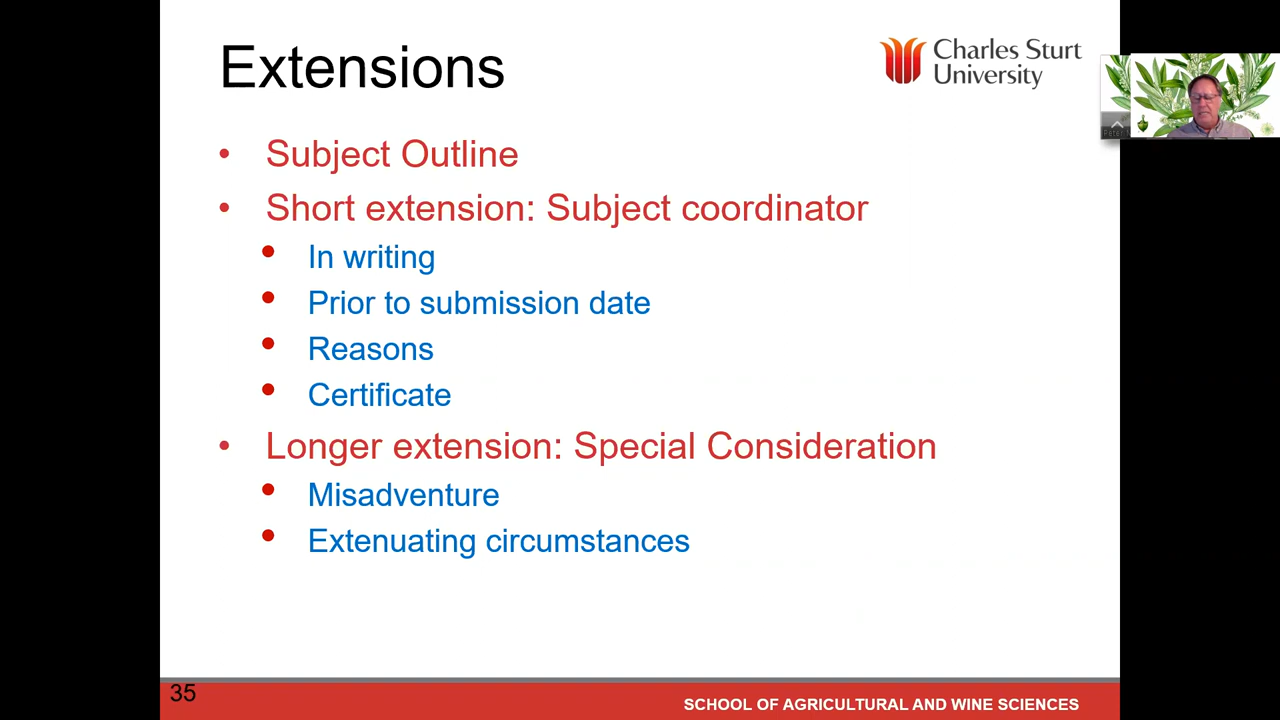 Extensions
Charles Sturt
University
• Subject Outline
• Short extension: Subject coordinator
• In writing
• Prior to submission date
• Reasons
• Certificate
• Longer extension: Special Consideration
• Misadventure
• Extenuating circumstances
35
SCHOOL OF AGRICULTURAL AND WINE SCIENCES